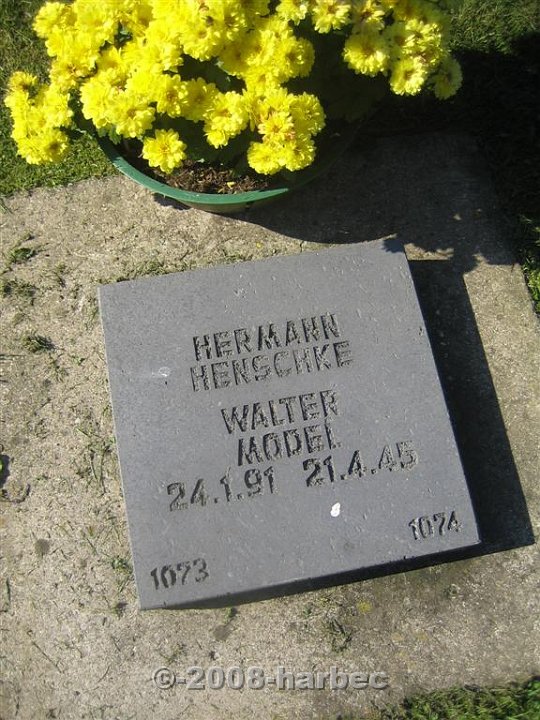 HERMANN
HENSCHKE
WALTER
MODEL
24.1.91 21.4.45
1073 1074
©-2008-harbec